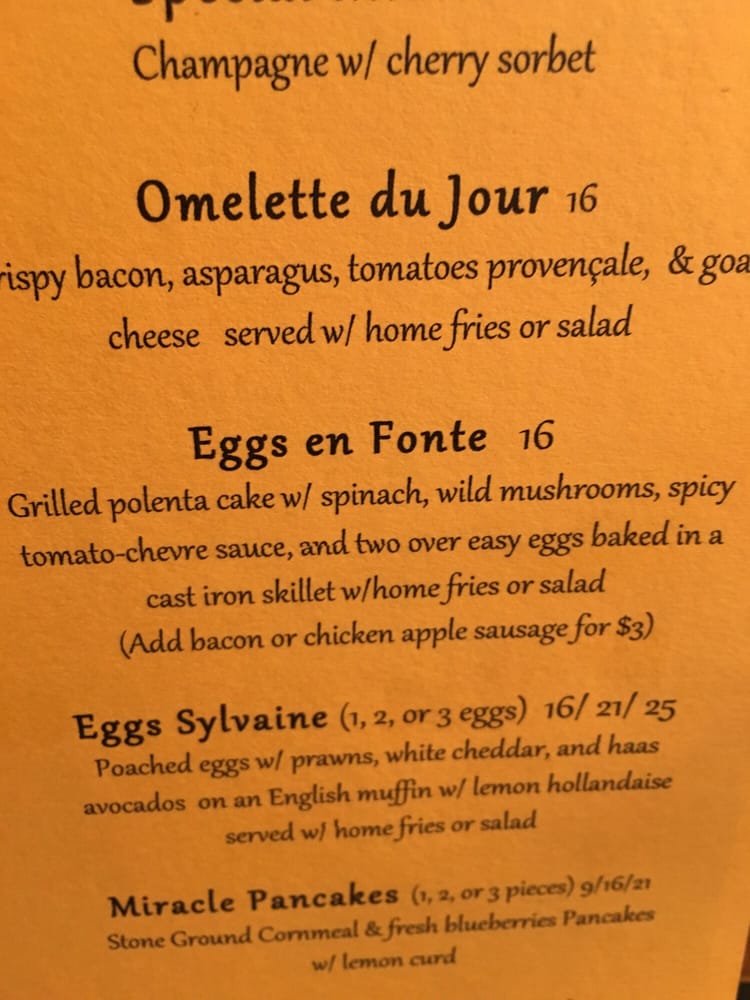 Champagne w/ cherry sorbet
Omelette du Jour 16
rispy bacon, asparagus, tomatoes provençale, & goa
cheese served w/ home fries or salad
Eggs en Fonte 16
Grilled polenta cake w/ spinach, wild mushrooms, spicy
tomato-chevre sauce, and two over easy eggs baked in a
cast iron skillet w/home fries or salad
(Add bacon or chicken apple sausage for $3)
Eggs Sylvaine (1, 2, or 3 eggs) 16/ 21/ 25
Poached eggs w/ prawns, white cheddar, and haas
avocados on an English muffin w/ lemon hollandaise
served w/ home fries or salad
Miracle Pancakes (1, 2, or 3 pieces) 9/16/21
Stone Ground Cornmeal & fresh blueberries Pancakes
w/ lemon curd